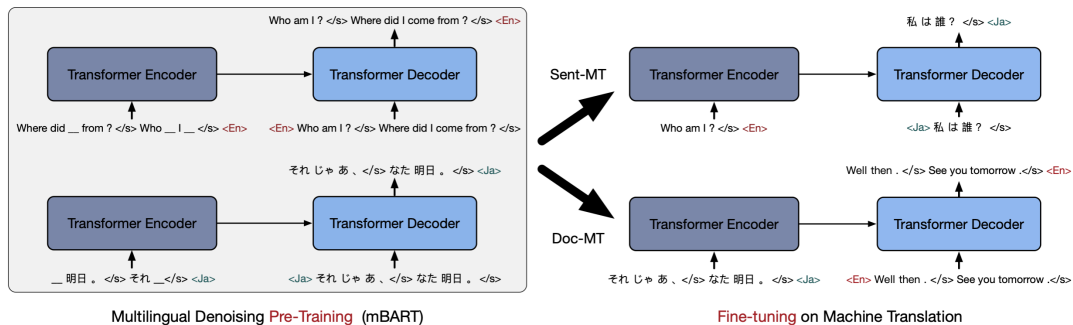 Who am I ? </s> Where did I come from ? </s> <En>
Transformer Encoder
Transformer Decoder
Where did __ from ? </s> Who __ I __ </s> <En>
<En> Who am I ? </s> Where did I come from ? </s>
それ じゃ あ 、 </s> なた 明日 。 </s> <Ja>
Transformer Encoder
Transformer Decoder
__ 明日 。 </s> それ __</s> <Ja>
<Ja> それ じゃ あ 、 </s> なた 明日 。 </s>
Multilingual Denoising Pre-Training (mBART)
Sent-MT
Doc-MT
私 は 誰 ? </s> <Ja>
Transformer Encoder
Transformer Decoder
Who am I ? </s> <En>
<Ja> 私 は 誰 ? </s>
Well then . </s> See you tomorrow .</s> <En>
Transformer Encoder
Transformer Decoder
それ じゃ あ 、 </s> なた 明日 。 </s> <Ja>
<En> Well then . </s> See you tomorrow .</s>
Fine-tuning on Machine Translation